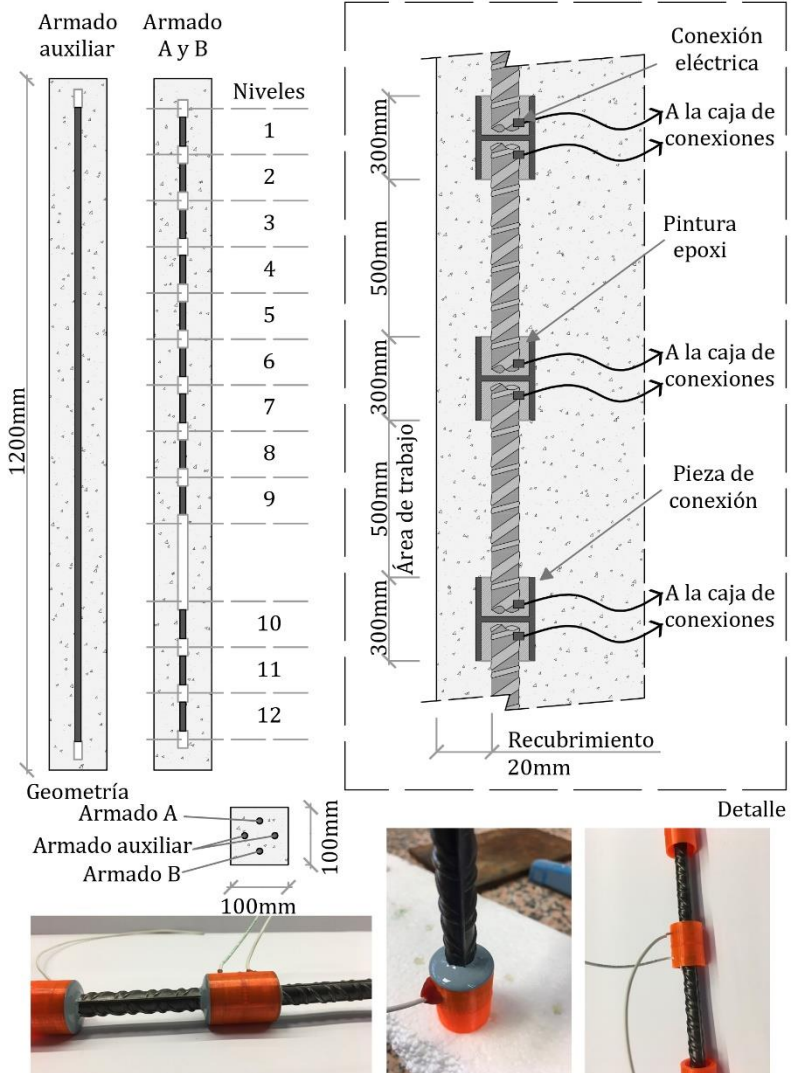 Armado
auxiliar
Armado
A y B
Niveles
1
2
3
4
5
6
7
8
9
10
11
12
1200mm
Geometría
Armado A
Armado auxiliar
Armado B
100mm
100mm
Conexión
eléctrica
A la caja de
conexiones
300mm
500mm
Pintura
epoxi
300mm
A la caja de
conexiones
500mm
Área de trabajo
Pieza de
conexión
300mm
A la caja de
conexiones
Recubrimiento
20mm
Detalle